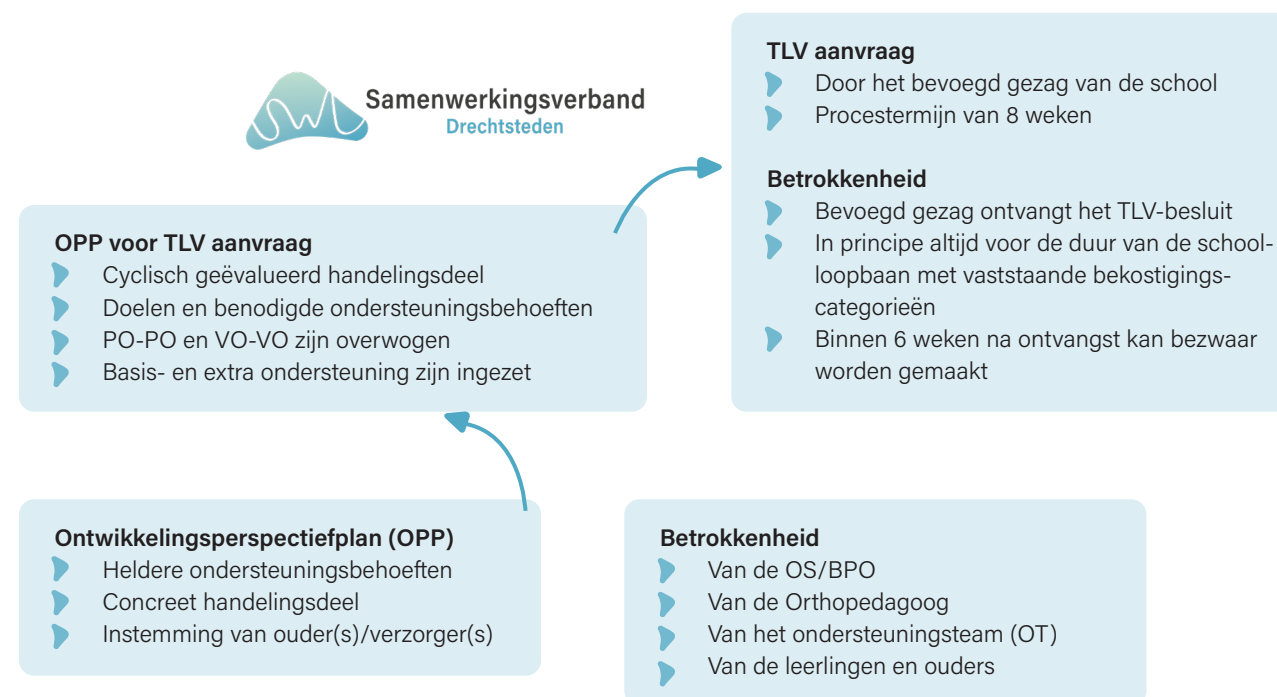 Samenwerkingsverband
Drechtsteden
TLV aanvraag
Door het bevoegd gezag van de school
Procestermijn van 8 weken
Betrokkenheid
Bevoegd gezag ontvangt het TLV-besluit
In principe altijd voor de duur van de school-
loopbaan met vaststaande bekostigings-
categorieën
Binnen 6 weken na ontvangst kan bezwaar
worden gemaakt
OPP voor TLV aanvraag
Cyclisch geëvalueerd handelingsdeel
Doelen en benodigde ondersteuningsbehoeften
PO-PO en VO-VO zijn overwogen
Basis- en extra ondersteuning zijn ingezet
Ontwikkelingsperspectiefplan (OPP)
Heldere ondersteuningsbehoeften
Concreet handelingsdeel
Instemming van ouder(s)/verzorger(s)
Betrokkenheid
Van de OS/BPO
Van de Orthopedagoog
Van het ondersteuningsteam (OT)
Van de leerlingen en ouders